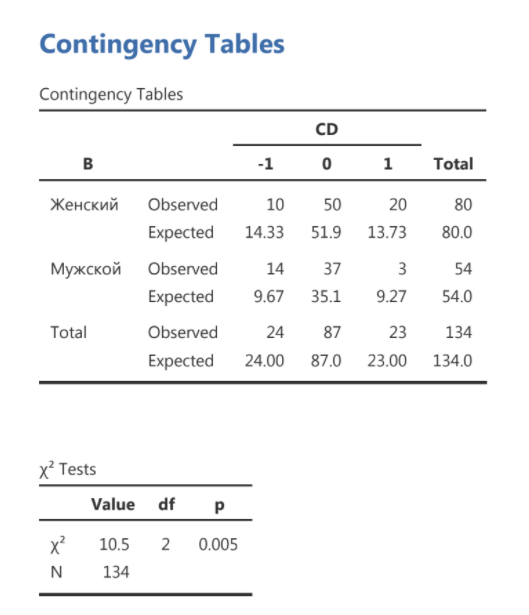 Contingency Tables
Contingency Tables
CD
B -1 0 1 Total
Женский Observed 10 50 20 80
Expected 14.33 51.9 13.73 80.0
Мужской Observed 14 37 3 54
Expected 9.67 35.1 9.27 54.0
Total Observed 24 87 23 134
Expected 24.00 87.0 23.00 134.0
χ² Tests
Value df p
χ² 10.5 2 0.005
N 134